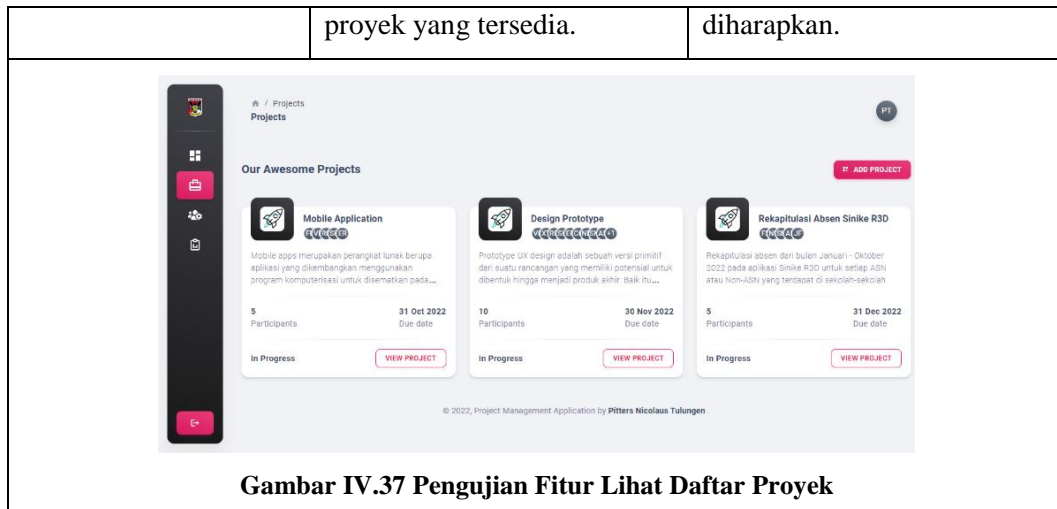 proyek yang tersedia.
diharapkan.
/ Projects
Projects
PT
Our Awesome Projects
ADD PROJECT
Mobile Application
Mobile apps merupakan perangkat lunak berupa
aplikasi yang dikembangkan menggunakan
program komputerisasi untuk disematkan pada...
5
Participants
31 Oct 2022
Due date
In Progress
VIEW PROJECT
Design Prototype
+1
Prototype UX design adalah sebuah versi primitif
dari suatu rancangan yang memiliki potensial untuk
dibentuk hingga menjadi produk akhir. Baik itu...
10
Participants
30 Nov 2022
Due date
In Progress
VIEW PROJECT
Rekapitulasi Absen Sinike R3D
Rekapitulasi absen dari bulan Januari - Oktober
2022 pada aplikasi Sinike R3D untuk setiap ASN
atau Non-ASN yang terdapat di sekolah-sekolah
5
Participants
31 Dec 2022
Due date
In Progress
VIEW PROJECT
© 2022, Project Management Application by Pitters Nicolaus Tulungen
Gambar IV.37 Pengujian Fitur Lihat Daftar Proyek